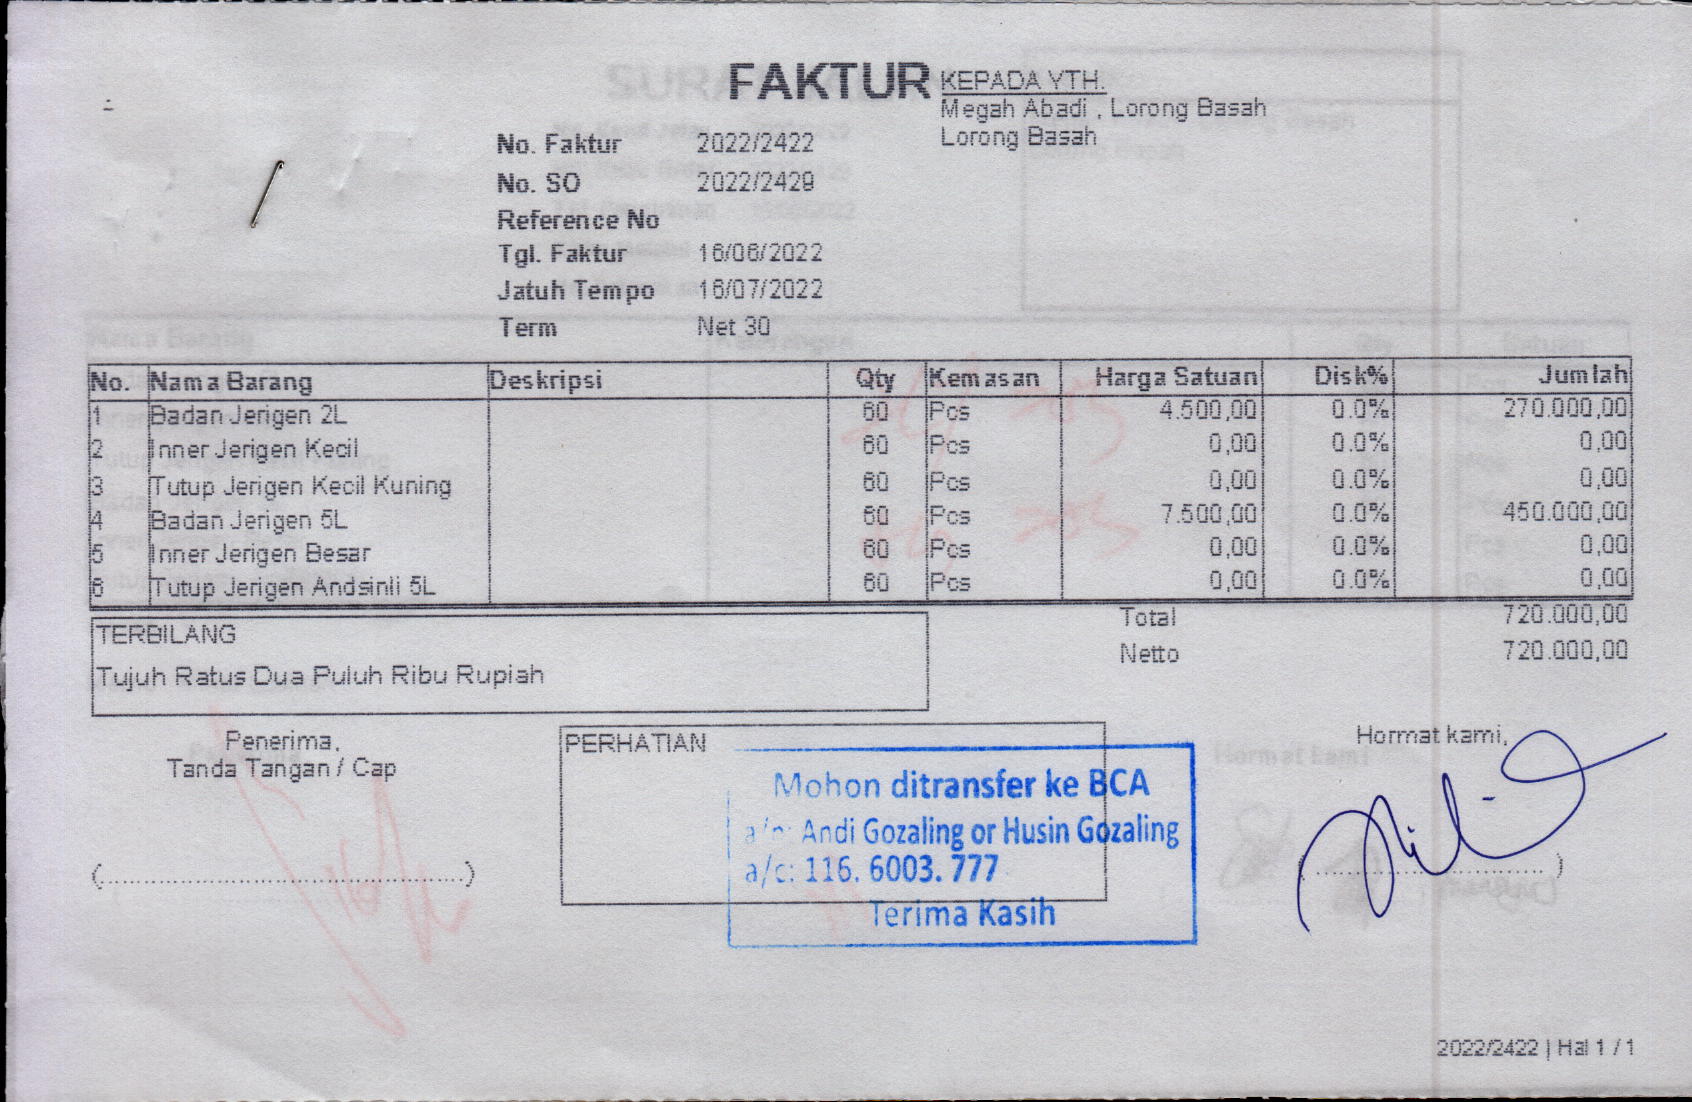 FAKTUR
KEPADA YTH.
Megah Abadi , Lorong Basah
Lorong Basah
No. Faktur 2022/2422
No. SO 2022/2429
Reference No
Tgl. Faktur 16/06/2022
Jatuh Tempo 16/07/2022
Term Net 30
No. Nama Barang Deskripsi Qty Kemasan Harga Satuan Disk% Jumlah
1 Badan Jerigen 2L 60 Pcs 4.500,00 0.0% 270.000,00
2 Inner Jerigen Kecil 60 Pcs 0,00 0.0% 0,00
3 Tutup Jerigen Kecil Kuning 60 Pcs 0,00 0.0% 0,00
4 Badan Jerigen 5L 60 Pcs 7.500,00 0.0% 450.000,00
5 Inner Jerigen Besar 60 Pcs 0,00 0.0% 0,00
6 Tutup Jerigen Andsinli 5L 60 Pcs 0,00 0.0% 0,00
Total 720.000,00
Netto 720.000,00
TERBILANG
Tujuh Ratus Dua Puluh Ribu Rupiah
Penerima,
Tanda Tangan / Cap
(..................................................)
PERHATIAN
Mohon ditransfer ke BCA
a/n: Andi Gozaling or Husin Gozaling
a/c: 116. 6003. 777
Terima Kasih
Hormat kami,
2022/2422 | Hal 1 / 1